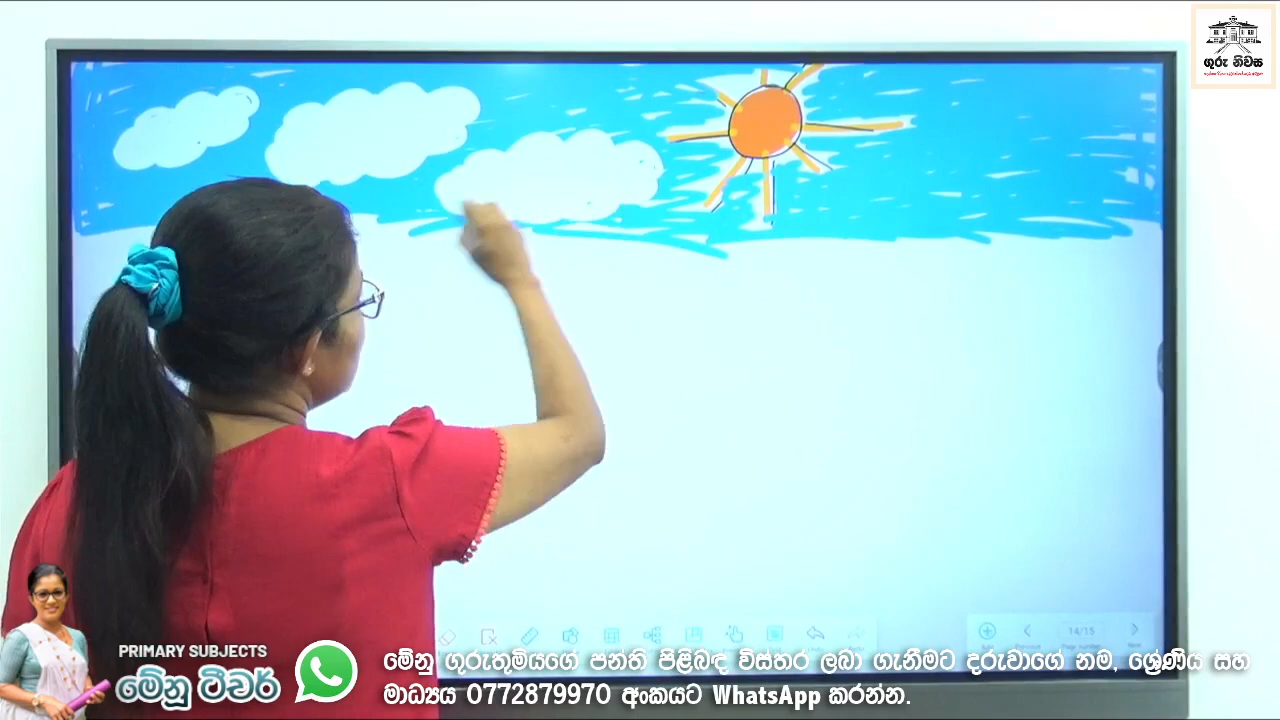 ගුරු නිවස
14/15
PRIMARY SUBJECTS
මේනු ටීචර්
මේනු ගුරුතුමියගේ පන්ති පිළිබඳ විස්තර ලබා ගැනීමට දරුවාගේ නම, ශ්‍රේණිය සහ
මාධ්‍යය 0772879970 අංකයට WhatsApp කරන්න.